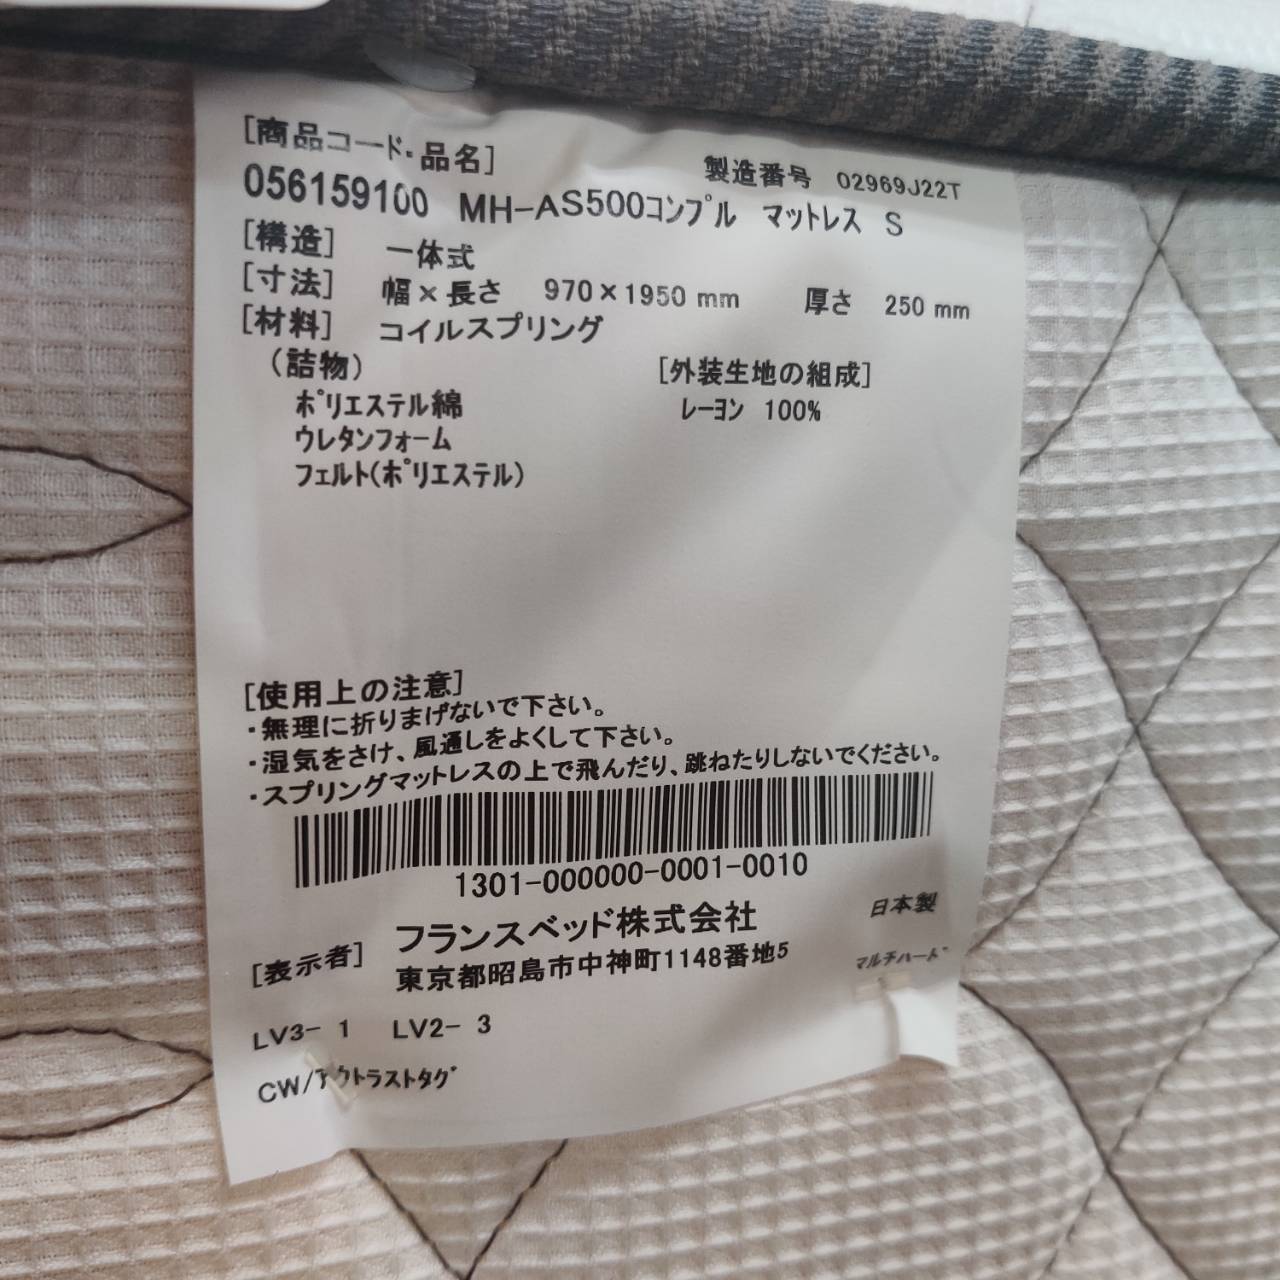 [商品コード・品名]
製造番号 02969J22T
056159100 MH-AS500コンプル マットレス S
[構造] 一体式
[寸法] 幅×長さ 970×1950 mm 厚さ 250 mm
[材料] コイルスプリング
(詰物)
[外装生地の組成]
ポリエステル綿
レーヨン 100%
ウレタンフォーム
フェルト(ポリエステル)
[使用上の注意]
・無理に折りまげないで下さい。
・湿気をさけ、風通しをよくして下さい。
・スプリングマットレスの上で飛んだり、跳ねたりしないでください。
1301-000000-0001-0010
[表示者] フランスベッド株式会社
日本製
東京都昭島市中神町1148番地5
マルチハード
LV3- 1 LV2- 3
CW/アウトラストタグ